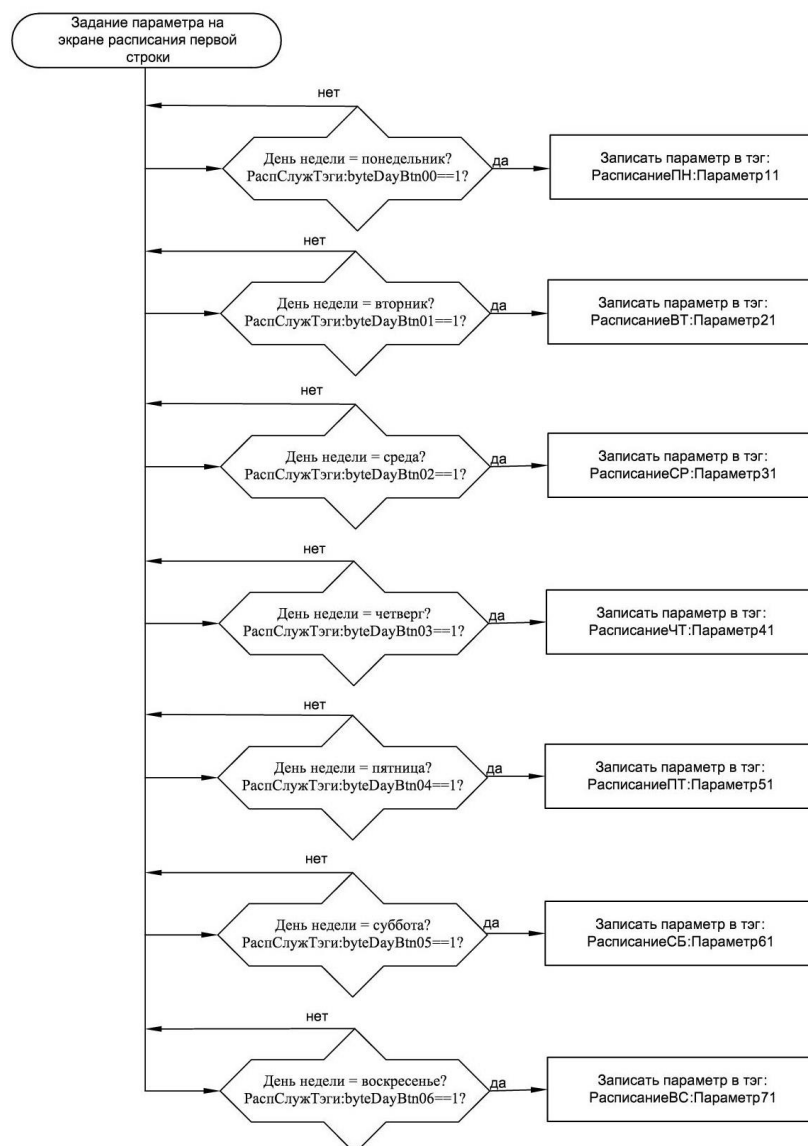 Задание параметра на
экране расписания первой
строки
нет
День недели = понедельник?
РаспСлужТэги:byteDayBtn00==1?
да
Записать параметр в тэг:
РасписаниеПН:Параметр11
нет
День недели = вторник?
РаспСлужТэги:byteDayBtn01==1?
да
Записать параметр в тэг:
РасписаниеВТ:Параметр21
нет
День недели = среда?
РаспСлужТэги:byteDayBtn02==1?
да
Записать параметр в тэг:
РасписаниеСР:Параметр31
нет
День недели = четверг?
РаспСлужТэги:byteDayBtn03==1?
да
Записать параметр в тэг:
РасписаниеЧТ:Параметр41
нет
День недели = пятница?
РаспСлужТэги:byteDayBtn04==1?
да
Записать параметр в тэг:
РасписаниеПТ:Параметр51
нет
День недели = суббота?
РаспСлужТэги:byteDayBtn05==1?
да
Записать параметр в тэг:
РасписаниеСБ:Параметр61
нет
День недели = воскресенье?
РаспСлужТэги:byteDayBtn06==1?
да
Записать параметр в тэг:
РасписаниеВС:Параметр71